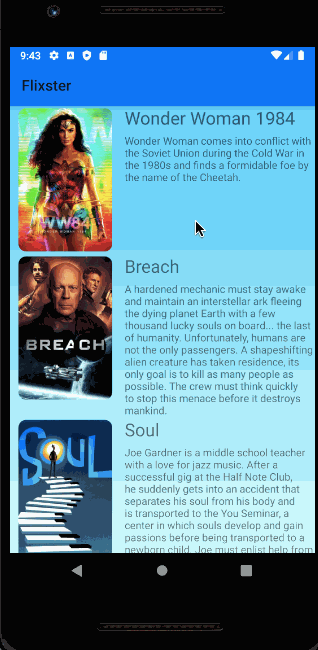 9:43
Flixster
Wonder Woman 1984
Wonder Woman comes into conflict with
the Soviet Union during the Cold War in
the 1980s and finds a formidable foe by
the name of the Cheetah.
WW84
Breach
A hardened mechanic must stay awake
and maintain an interstellar ark fleeing
the dying planet Earth with a few
thousand lucky souls on board... the last
of humanity. Unfortunately, humans are
not the only passengers. A shapeshifting
alien creature has taken residence, its
only goal is to kill as many people as
possible. The crew must think quickly
to stop this menace before it destroys
mankind.
BREACH
Soul
Joe Gardner is a middle school teacher
with a love for jazz music. After a
successful gig at the Half Note Club,
he suddenly gets into an accident that
separates his soul from his body and
is transported to the You Seminar, a
center in which souls develop and gain
passions before being transported to a
newborn child. Joe must enlist help from
SOUL